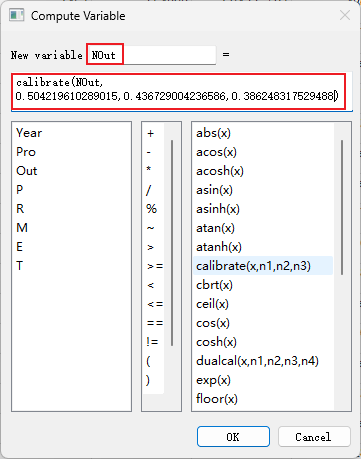 Compute Variable
New variable NOut =
calibrate(NOut,
0.504219610289015,0.436729004236586,0.386248317529488)
Year
Pro
Out
P
R
M
E
T
+
-
*
/
%
~
>
>=
<
<=
==
!=
(
)
abs(x)
acos(x)
acosh(x)
asin(x)
asinh(x)
atan(x)
atanh(x)
calibrate(x,n1,n2,n3)
cbrt(x)
ceil(x)
cos(x)
cosh(x)
dualcal(x,n1,n2,n3,n4)
exp(x)
floor(x)
OK
Cancel